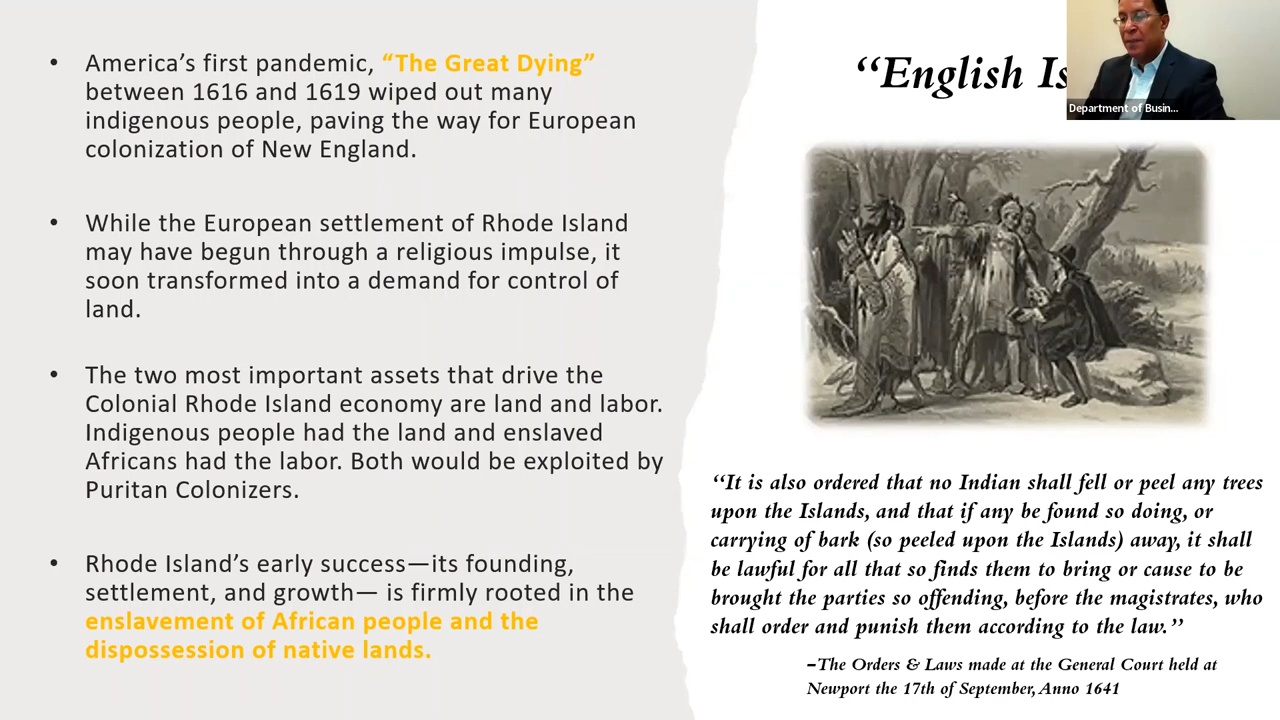 • America’s first pandemic, “The Great Dying”
between 1616 and 1619 wiped out many
indigenous people, paving the way for European
colonization of New England.
• While the European settlement of Rhode Island
may have begun through a religious impulse, it
soon transformed into a demand for control of
land.
• The two most important assets that drive the
Colonial Rhode Island economy are land and labor.
Indigenous people had the land and enslaved
Africans had the labor. Both would be exploited by
Puritan Colonizers.
• Rhode Island’s early success—its founding,
settlement, and growth— is firmly rooted in the
enslavement of African people and the
dispossession of native lands.
“English Is
Department of Busin...
“It is also ordered that no Indian shall fell or peel any trees
upon the Islands, and that if any be found so doing, or
carrying of bark (so peeled upon the Islands) away, it shall
be lawful for all that so finds them to bring or cause to be
brought the parties so offending, before the magistrates, who
shall order and punish them according to the law.”
–The Orders & Laws made at the General Court held at
Newport the 17th of September, Anno 1641